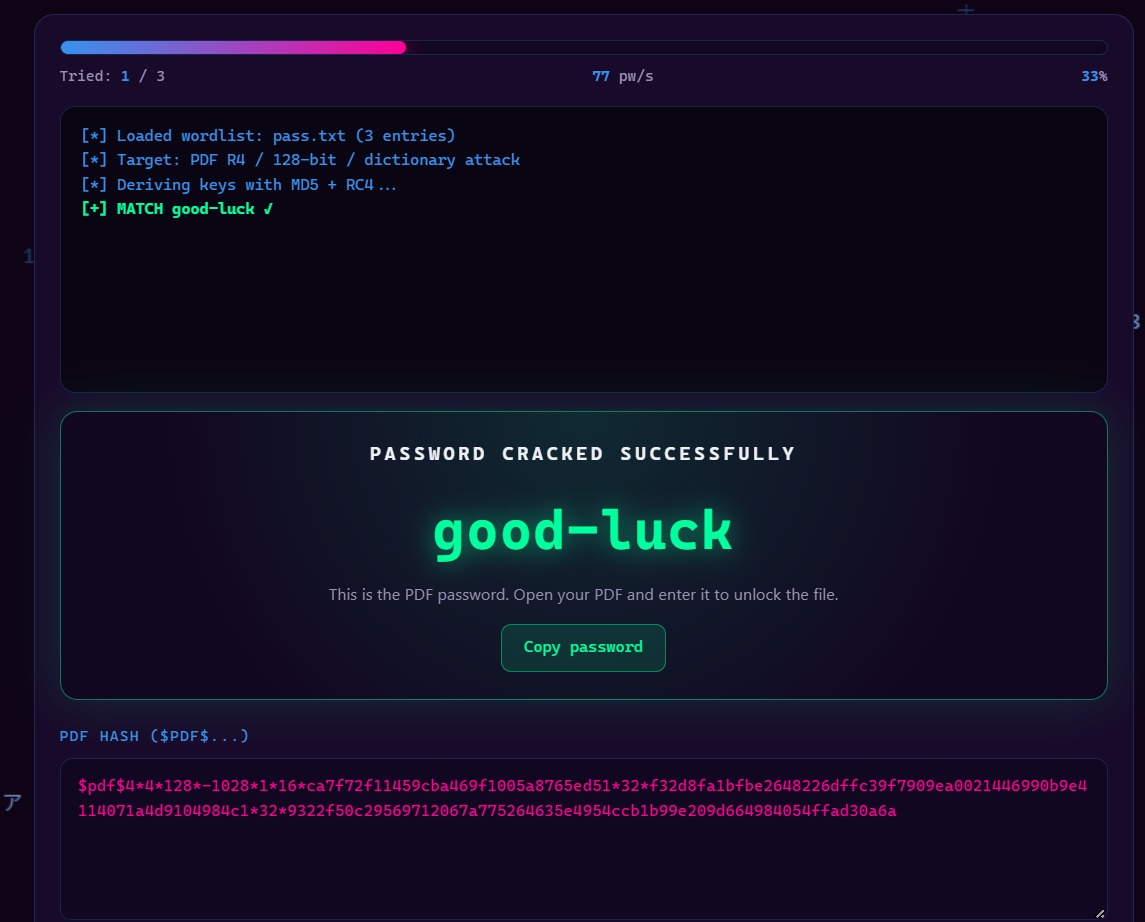 Tried: 1 / 3
77 pw/s
33%
[*] Loaded wordlist: pass.txt (3 entries)
[*] Target: PDF R4 / 128-bit / dictionary attack
[*] Deriving keys with MD5 + RC4...
[+] MATCH good-luck ✓
1
8
PASSWORD CRACKED SUCCESSFULLY
good-luck
This is the PDF password. Open your PDF and enter it to unlock the file.
Copy password
PDF HASH ($PDF$...)
ア
$pdf$4*4*128*-1028*1*16*ca7f72f11459cba469f1005a8765ed51*32*f32d8fa1bfbe2648226dffc39f7909ea0021446990b9e4
114071a4d9104984c1*32*9322f50c29569712067a775264635e4954ccb1b99e209d664984054ffad30a6a